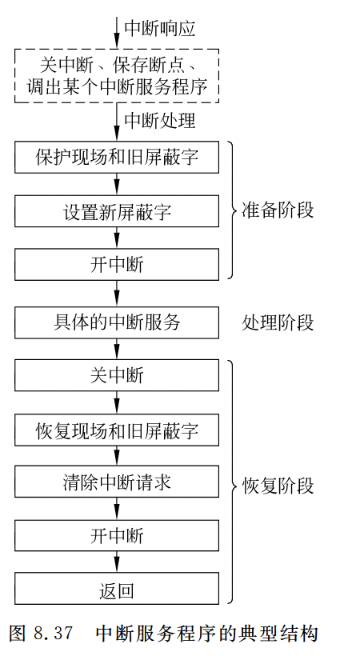 中断响应
关中断、保存断点、
调出某个中断服务程序
中断处理
保护现场和旧屏蔽字
设置新屏蔽字
开中断
准备阶段
具体的中断服务
处理阶段
关中断
恢复现场和旧屏蔽字
清除中断请求
开中断
返回
恢复阶段
图 8.37 中断服务程序的典型结构